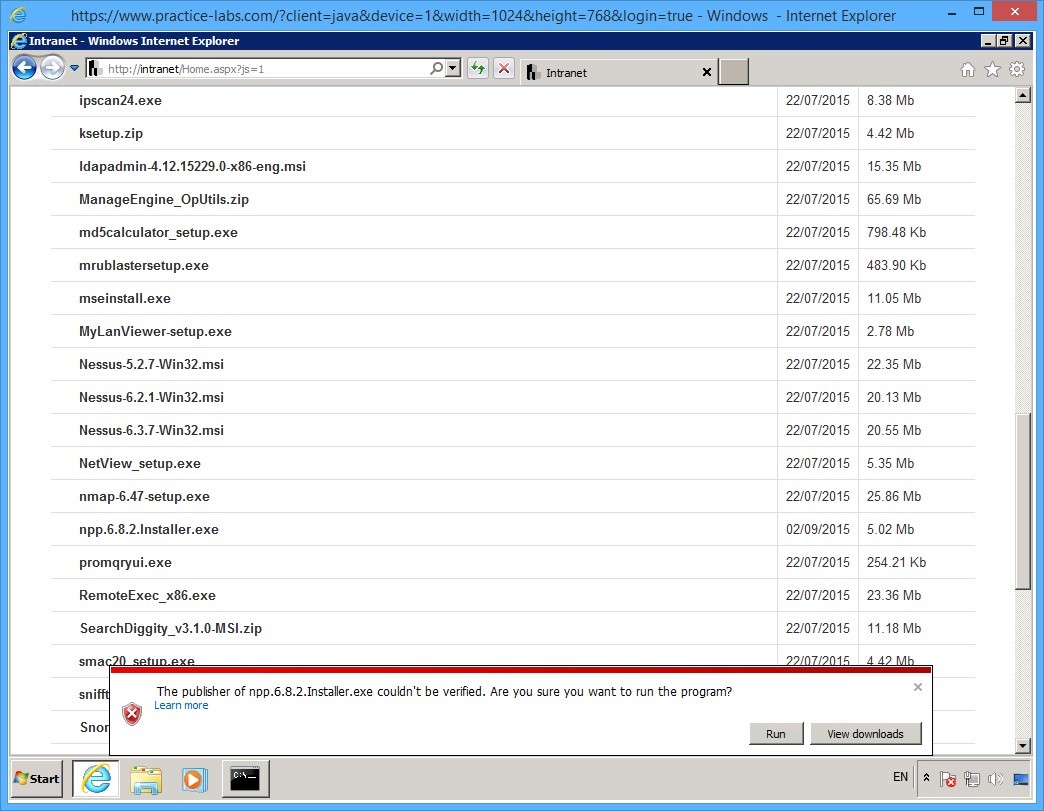 https://www.practice-labs.com/?client=java&device=1&width=1024&height=768&login=true - Windows - Internet Explorer
Intranet - Windows Internet Explorer
http://intranet/Home.aspx?js=1
Intranet
ipscan24.exe 22/07/2015 8.38 Mb
ksetup.zip 22/07/2015 4.42 Mb
ldapadmin-4.12.15229.0-x86-eng.msi 22/07/2015 15.35 Mb
ManageEngine_OpUtils.zip 22/07/2015 65.69 Mb
md5calculator_setup.exe 22/07/2015 798.48 Kb
mrublastersetup.exe 22/07/2015 483.90 Kb
mseinstall.exe 22/07/2015 11.05 Mb
MyLanViewer-setup.exe 22/07/2015 2.78 Mb
Nessus-5.2.7-Win32.msi 22/07/2015 22.35 Mb
Nessus-6.2.1-Win32.msi 22/07/2015 20.13 Mb
Nessus-6.3.7-Win32.msi 22/07/2015 20.55 Mb
NetView_setup.exe 22/07/2015 5.35 Mb
nmap-6.47-setup.exe 22/07/2015 25.86 Mb
npp.6.8.2.Installer.exe 02/09/2015 5.02 Mb
promqryui.exe 22/07/2015 254.21 Kb
RemoteExec_x86.exe 22/07/2015 23.36 Mb
SearchDiggity_v3.1.0-MSI.zip 22/07/2015 11.18 Mb
smac20_setup.exe 22/07/2015 4.42 Mb
snifft
Snor
The publisher of npp.6.8.2.Installer.exe couldn't be verified. Are you sure you want to run the program?
Learn more
Run
View downloads
Start
C:\_
EN